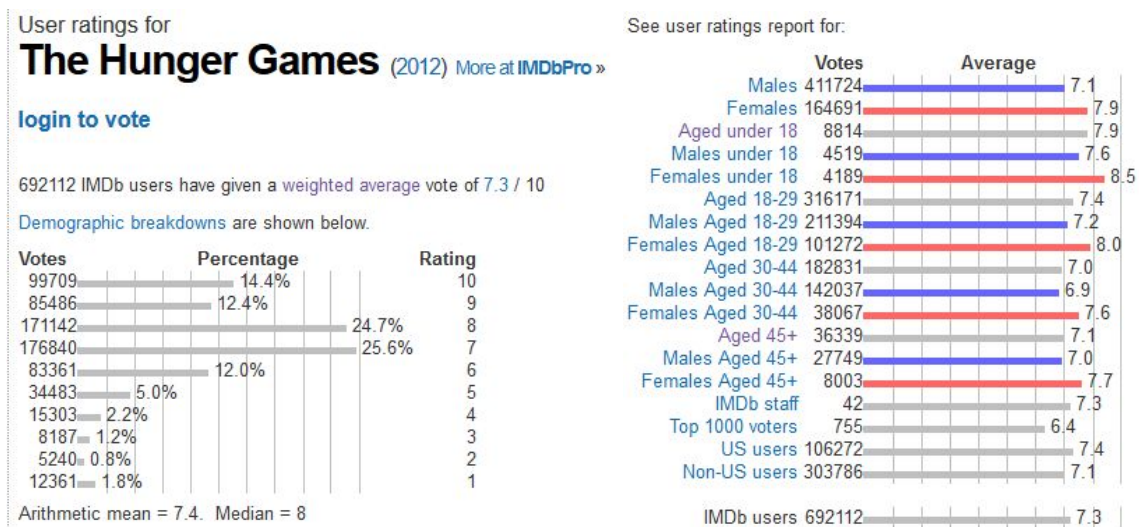 User ratings for
The Hunger Games (2012) More at IMDbPro »
login to vote
692112 IMDb users have given a weighted average vote of 7.3 / 10
Demographic breakdowns are shown below.
Votes Percentage Rating
99709 14.4% 10
85486 12.4% 9
171142 24.7% 8
176840 25.6% 7
83361 12.0% 6
34483 5.0% 5
15303 2.2% 4
8187 1.2% 3
5240 0.8% 2
12361 1.8% 1
Arithmetic mean = 7.4. Median = 8
See user ratings report for:
Votes Average
Males 411724 7.1
Females 164691 7.9
Aged under 18 8814 7.9
Males under 18 4519 7.6
Females under 18 4189 8.5
Aged 18-29 316171 7.4
Males Aged 18-29 211394 7.2
Females Aged 18-29 101272 8.0
Aged 30-44 182831 7.0
Males Aged 30-44 142037 6.9
Females Aged 30-44 38067 7.6
Aged 45+ 36339 7.1
Males Aged 45+ 27749 7.0
Females Aged 45+ 8003 7.7
IMDb staff 42 7.3
Top 1000 voters 755 6.4
US users 106272 7.4
Non-US users 303786 7.1
IMDb users 692112 7.3